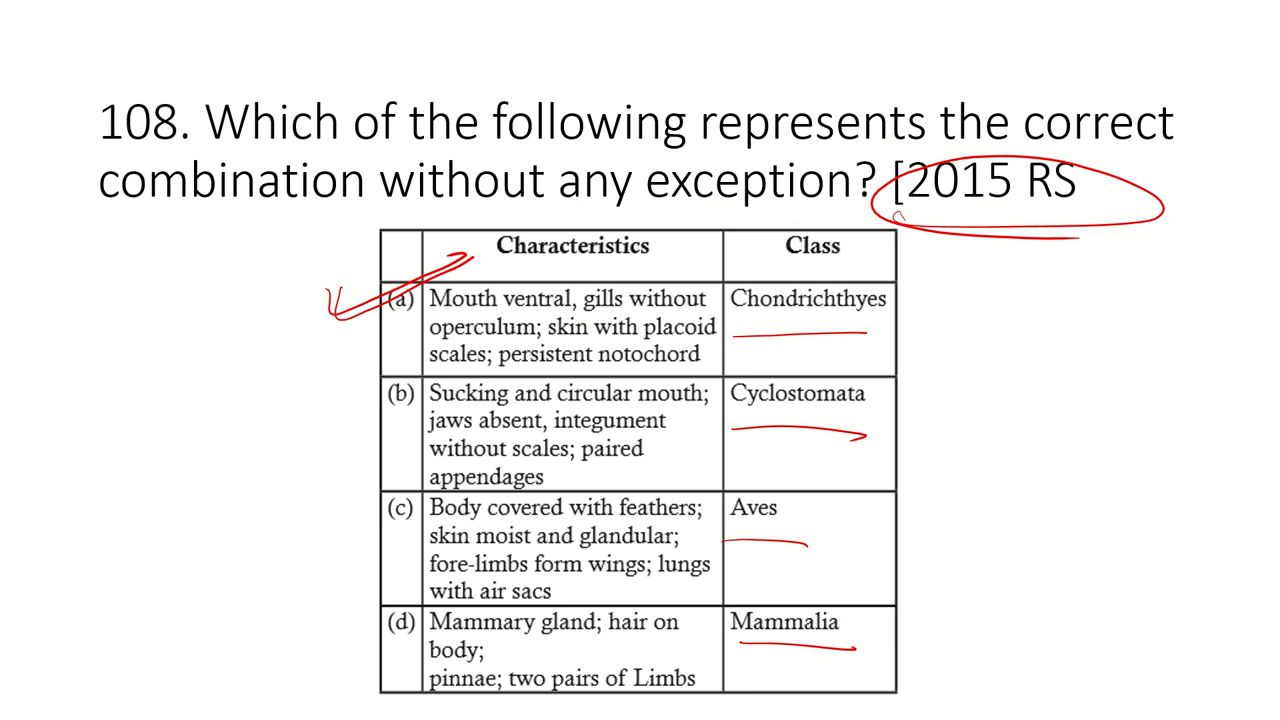 108. Which of the following represents the correct
combination without any exception? [2015 RS
Characteristics Class
(a) Mouth ventral, gills without Chondrichthyes
operculum; skin with placoid
scales; persistent notochord
(b) Sucking and circular mouth; Cyclostomata
jaws absent, integument
without scales; paired
appendages
(c) Body covered with feathers; Aves
skin moist and glandular;
fore-limbs form wings; lungs
with air sacs
(d) Mammary gland; hair on Mammalia
body;
pinnae; two pairs of Limbs